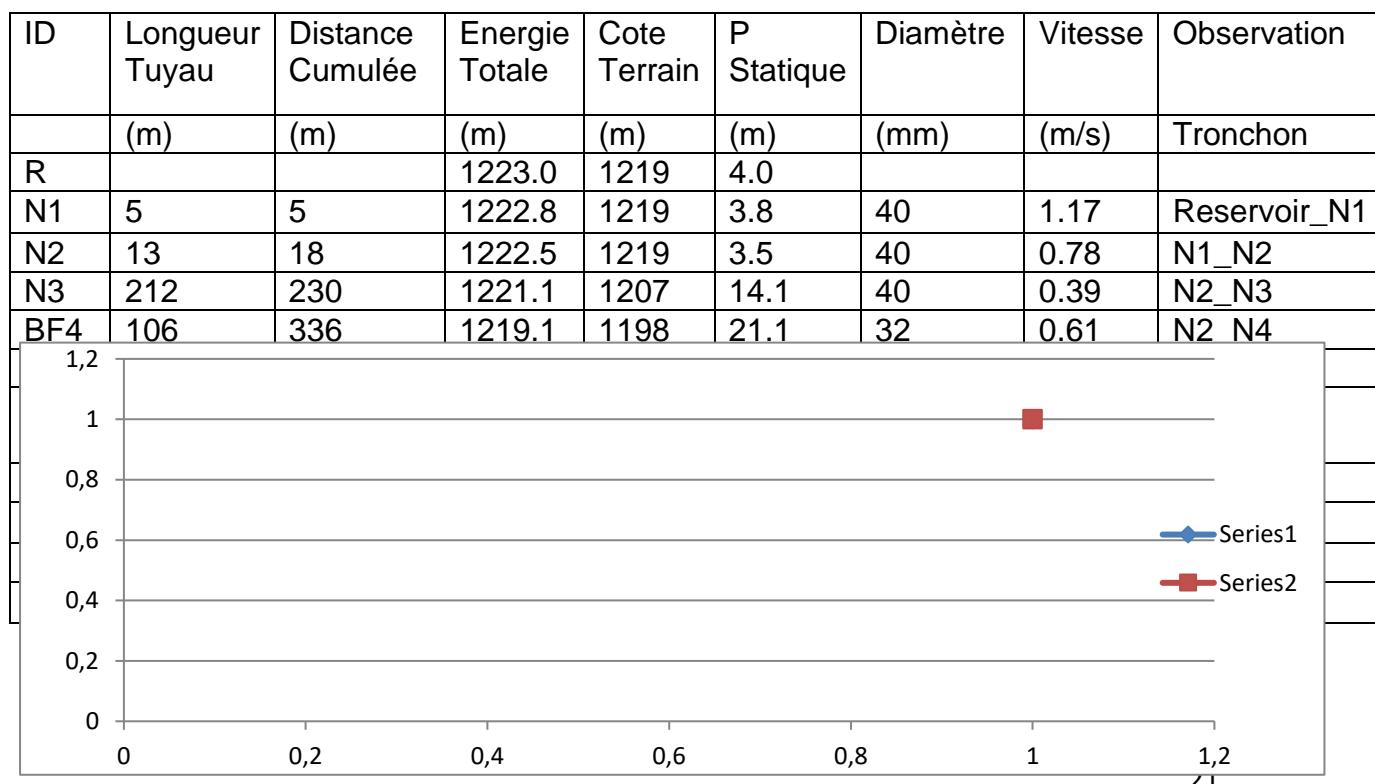 ID Longueur Tuyau Distance Cumulée Energie Totale Cote Terrain P Statique Diamètre Vitesse Observation
(m) (m) (m) (m) (m) (mm) (m/s) Tronchon
R 1223.0 1219 4.0
N1 5 5 1222.8 1219 3.8 40 1.17 Reservoir_N1
N2 13 18 1222.5 1219 3.5 40 0.78 N1_N2
N3 212 230 1221.1 1207 14.1 40 0.39 N2_N3
BF4 106 336 1219.1 1198 21.1 32 0.61 N2_N4
1,2
1
0,8
0,6
0,4
0,2
0
Series1
Series2
0 0,2 0,4 0,6 0,8 1 1,2